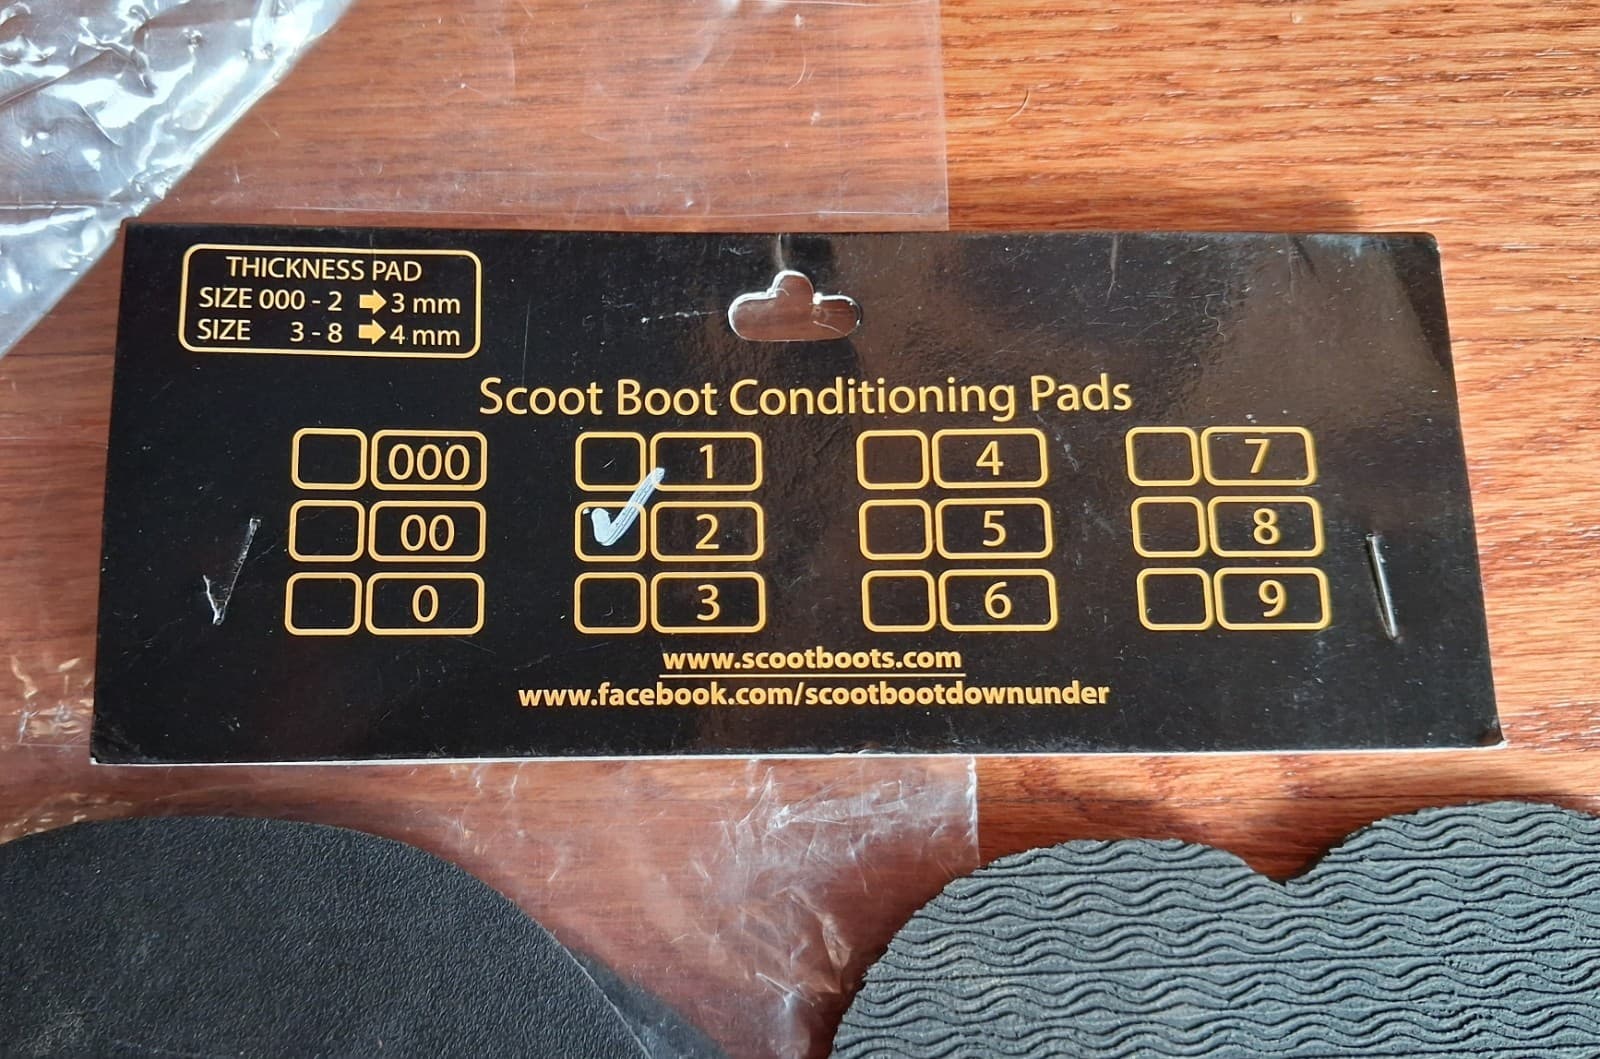 THICKNESS PAD
SIZE 000 - 2 ➡ 3 mm
SIZE 3 - 8 ➡ 4 mm
Scoot Boot Conditioning Pads
000 1 4 7
00 ✓ 2 5 8
0 3 6 9
www.scootboots.com
www.facebook.com/scootbootdownunder